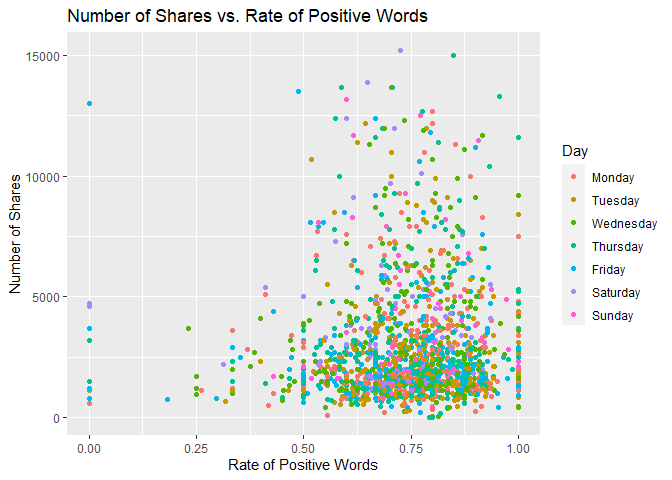 Number of Shares vs. Rate of Positive Words
15000
10000
5000
0
Number of Shares
0.00 0.25 0.50 0.75 1.00
Rate of Positive Words
Day
Monday
Tuesday
Wednesday
Thursday
Friday
Saturday
Sunday